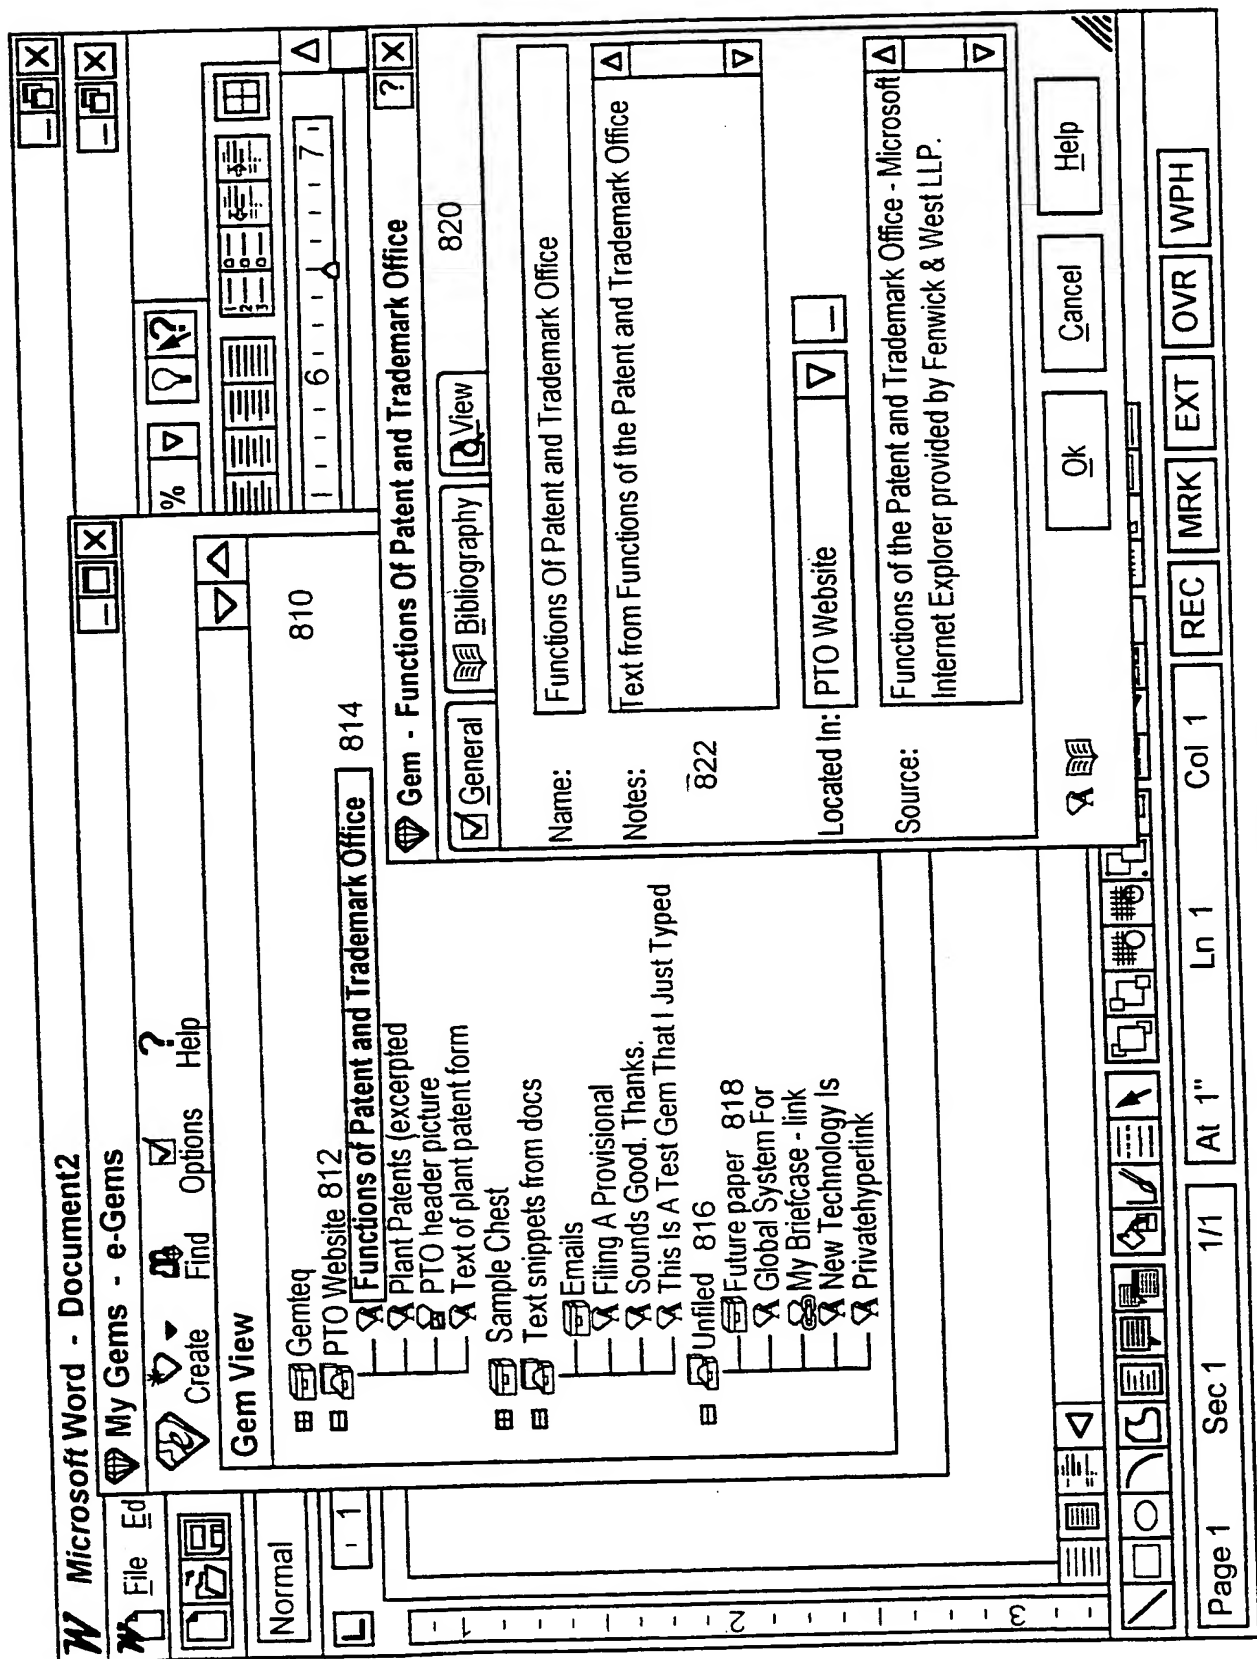 Microsoft Word - Document2
My Gems - e-Gems
File Ed
Create Find Options Help
Normal
%
Gem View
810
Gemteq
PTO Website 812
Functions of Patent and Trademark Office 814
Plant Patents (excerpted
PTO header picture
Text of plant patent form
Sample Chest
Text snippets from docs
Emails
Filing A Provisional
Sounds Good. Thanks.
This Is A Test Gem That I Just Typed
Unfiled 816
Future paper 818
Global System For
My Briefcase - link
New Technology Is
Privatehyperlink
L
1
6
7
1
2
3
Gem - Functions Of Patent and Trademark Office
820
General Bibliography View
Name: Functions Of Patent and Trademark Office
Notes: Text from Functions of the Patent and Trademark Office
822
Located In: PTO Website
Source: Functions of the Patent and Trademark Office - Microsoft
Internet Explorer provided by Fenwick & West LLP.
Ok Cancel Help
Page 1 Sec 1 1/1 At 1" Ln 1 Col 1 REC MRK EXT OVR WPH